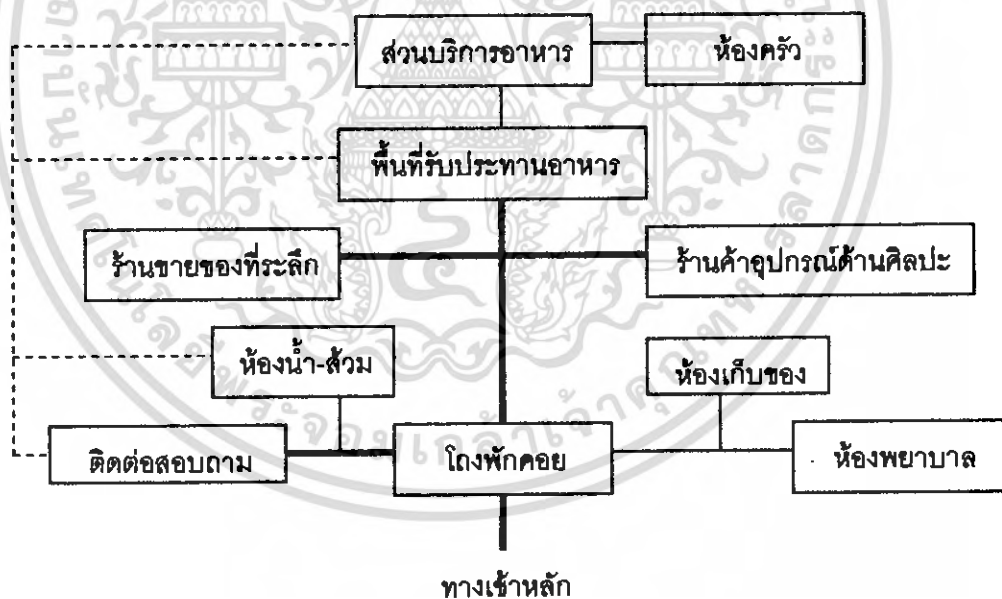 ส่วนบริการอาหาร
ห้องครัว
พื้นที่รับประทานอาหาร
ร้านขายของที่ระลึก
ร้านค้าอุปกรณ์ด้านศิลปะ
ห้องน้ำ-ส้วม
ห้องเก็บของ
ติดต่อสอบถาม
โถงพักคอย
ห้องพยาบาล
ทางเข้าหลัก